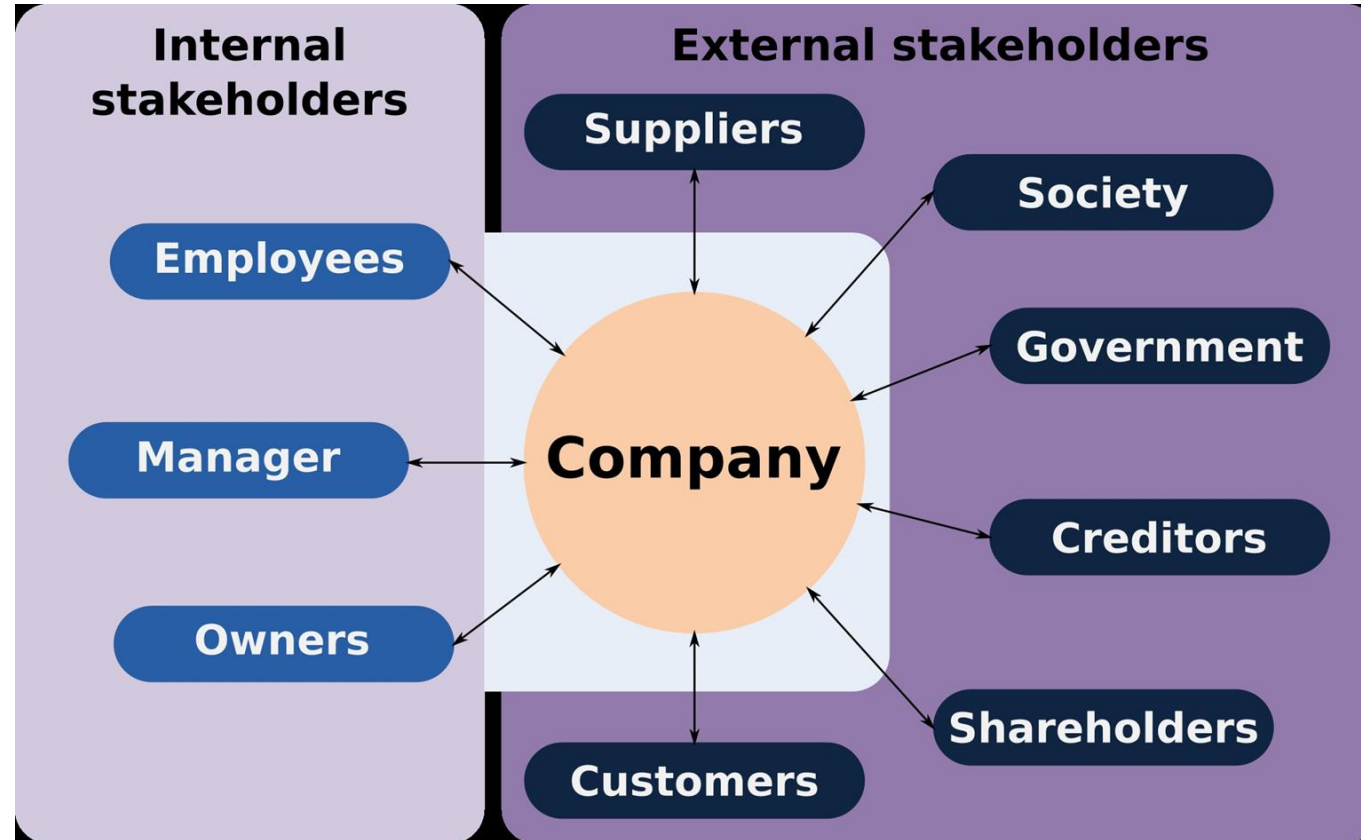 Internal
stakeholders
Employees
Manager
Owners
Company
External stakeholders
Suppliers
Society
Government
Creditors
Shareholders
Customers